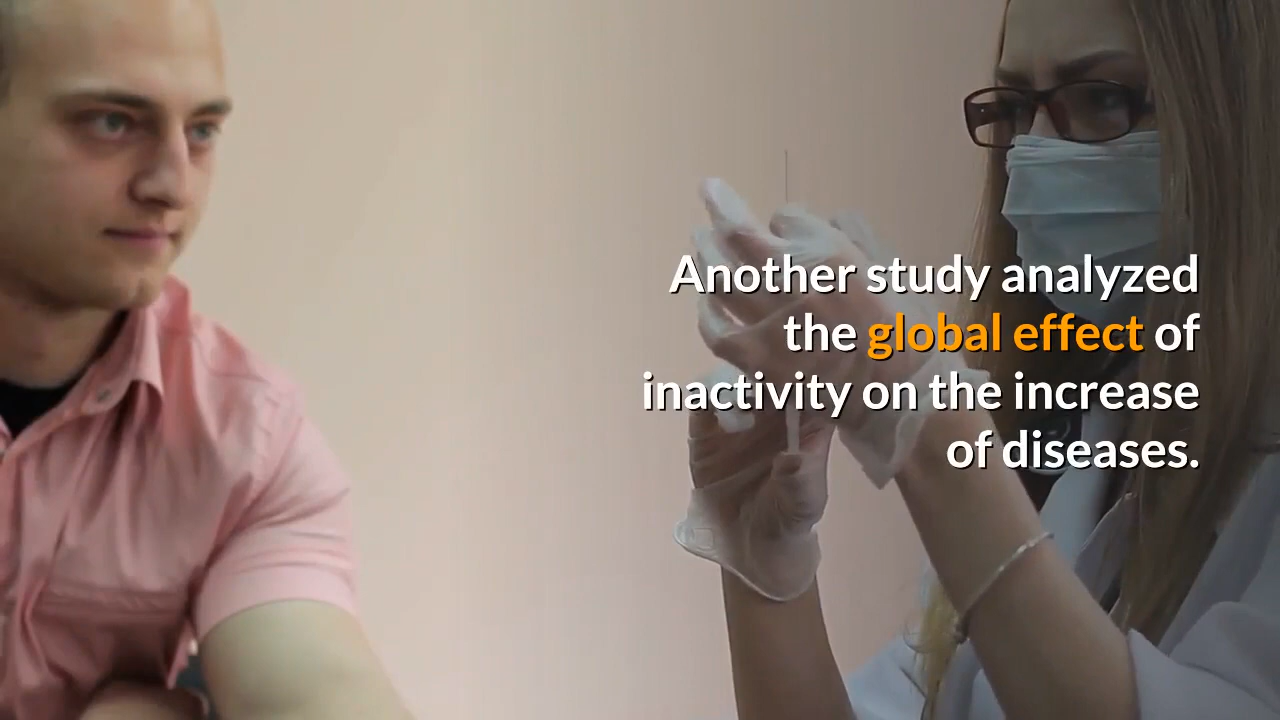 Another study analyzed
the global effect of
inactivity on the increase
of diseases.